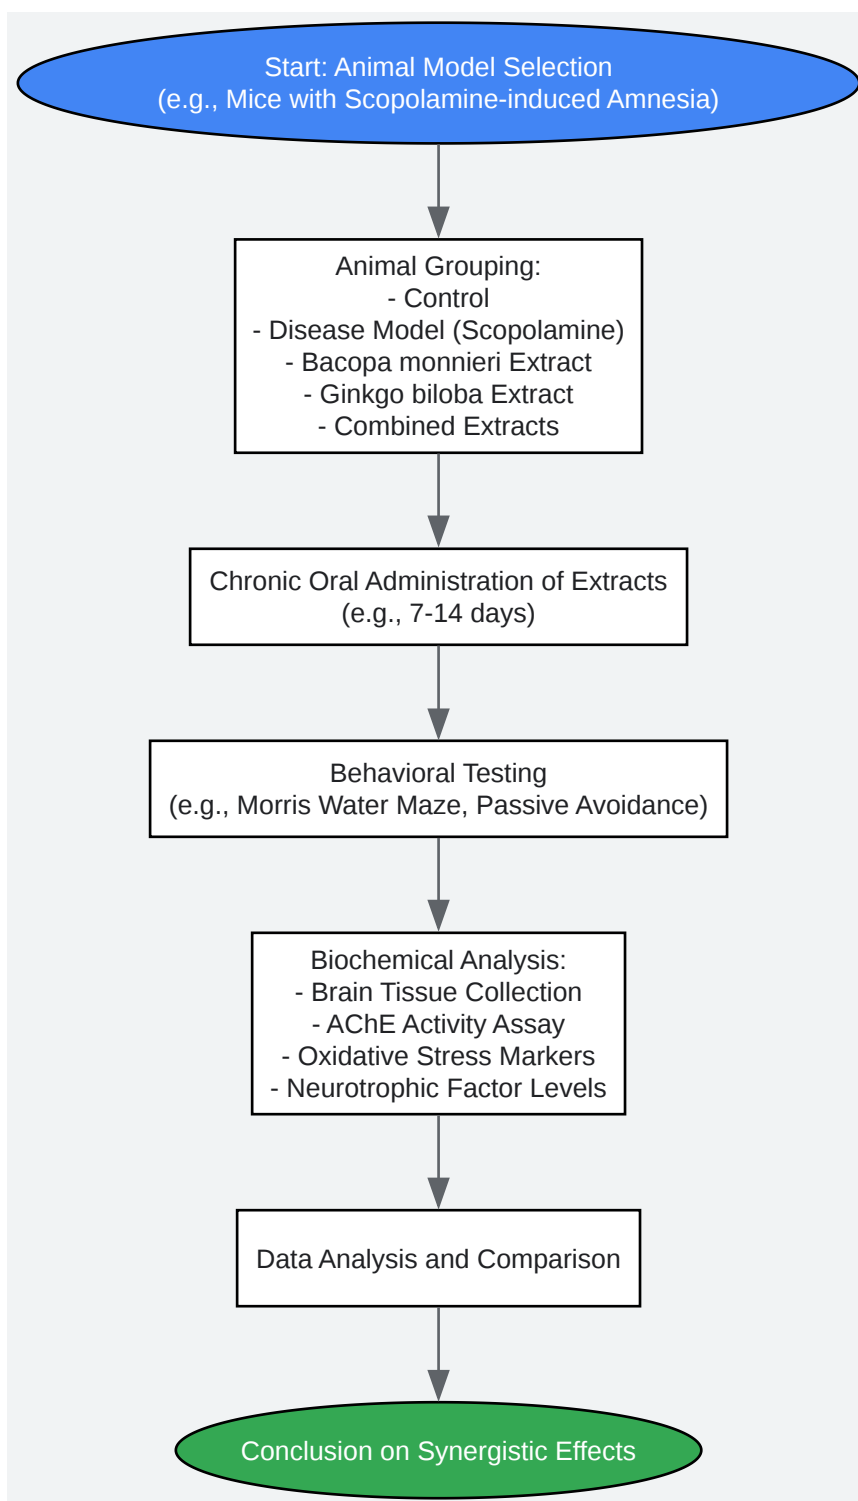 Start: Animal Model Selection
(e.g., Mice with Scopolamine-induced Amnesia)
Animal Grouping:
- Control
- Disease Model (Scopolamine)
- Bacopa monnieri Extract
- Ginkgo biloba Extract
- Combined Extracts
Chronic Oral Administration of Extracts
(e.g., 7-14 days)
Behavioral Testing
(e.g., Morris Water Maze, Passive Avoidance)
Biochemical Analysis:
- Brain Tissue Collection
- AChE Activity Assay
- Oxidative Stress Markers
- Neurotrophic Factor Levels
Data Analysis and Comparison
Conclusion on Synergistic Effects